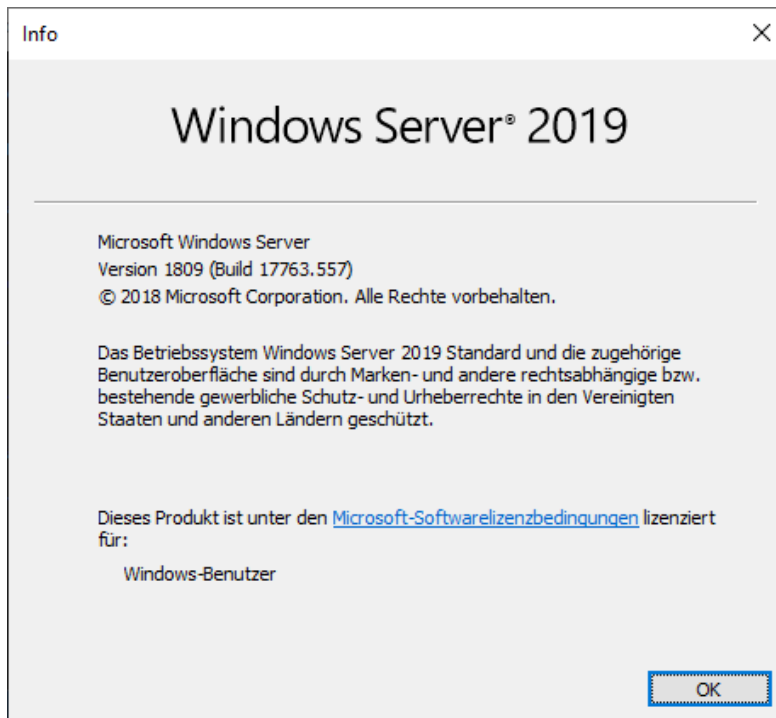 Info
Windows Server® 2019
Microsoft Windows Server
Version 1809 (Build 17763.557)
© 2018 Microsoft Corporation. Alle Rechte vorbehalten.
Das Betriebssystem Windows Server 2019 Standard und die zugehörige
Benutzeroberfläche sind durch Marken- und andere rechtsabhängige bzw.
bestehende gewerbliche Schutz- und Urheberrechte in den Vereinigten
Staaten und anderen Ländern geschützt.
Dieses Produkt ist unter den Microsoft-Softwarelizenzbedingungen lizenziert
für:
Windows-Benutzer
OK